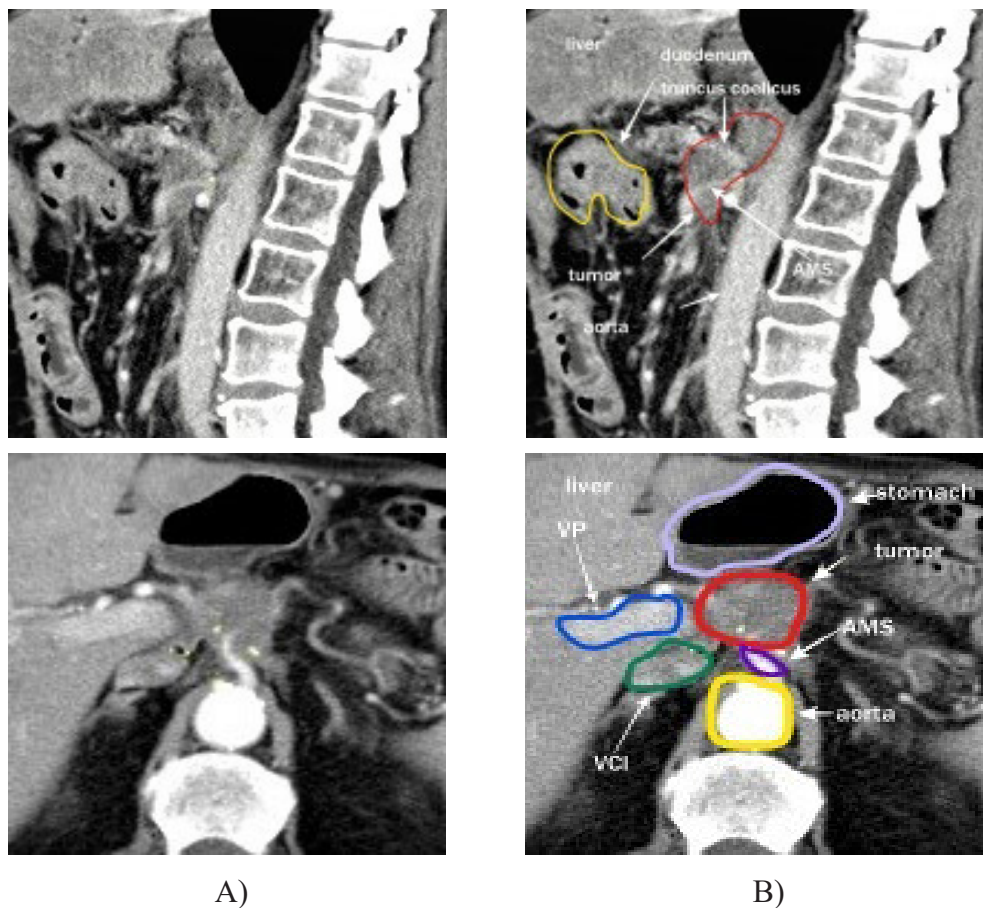 liver
duodenum
truncus coelicus
tumor
AMS
aorta
liver
stomach
VP
tumor
AMS
aorta
VCI
A)
B)